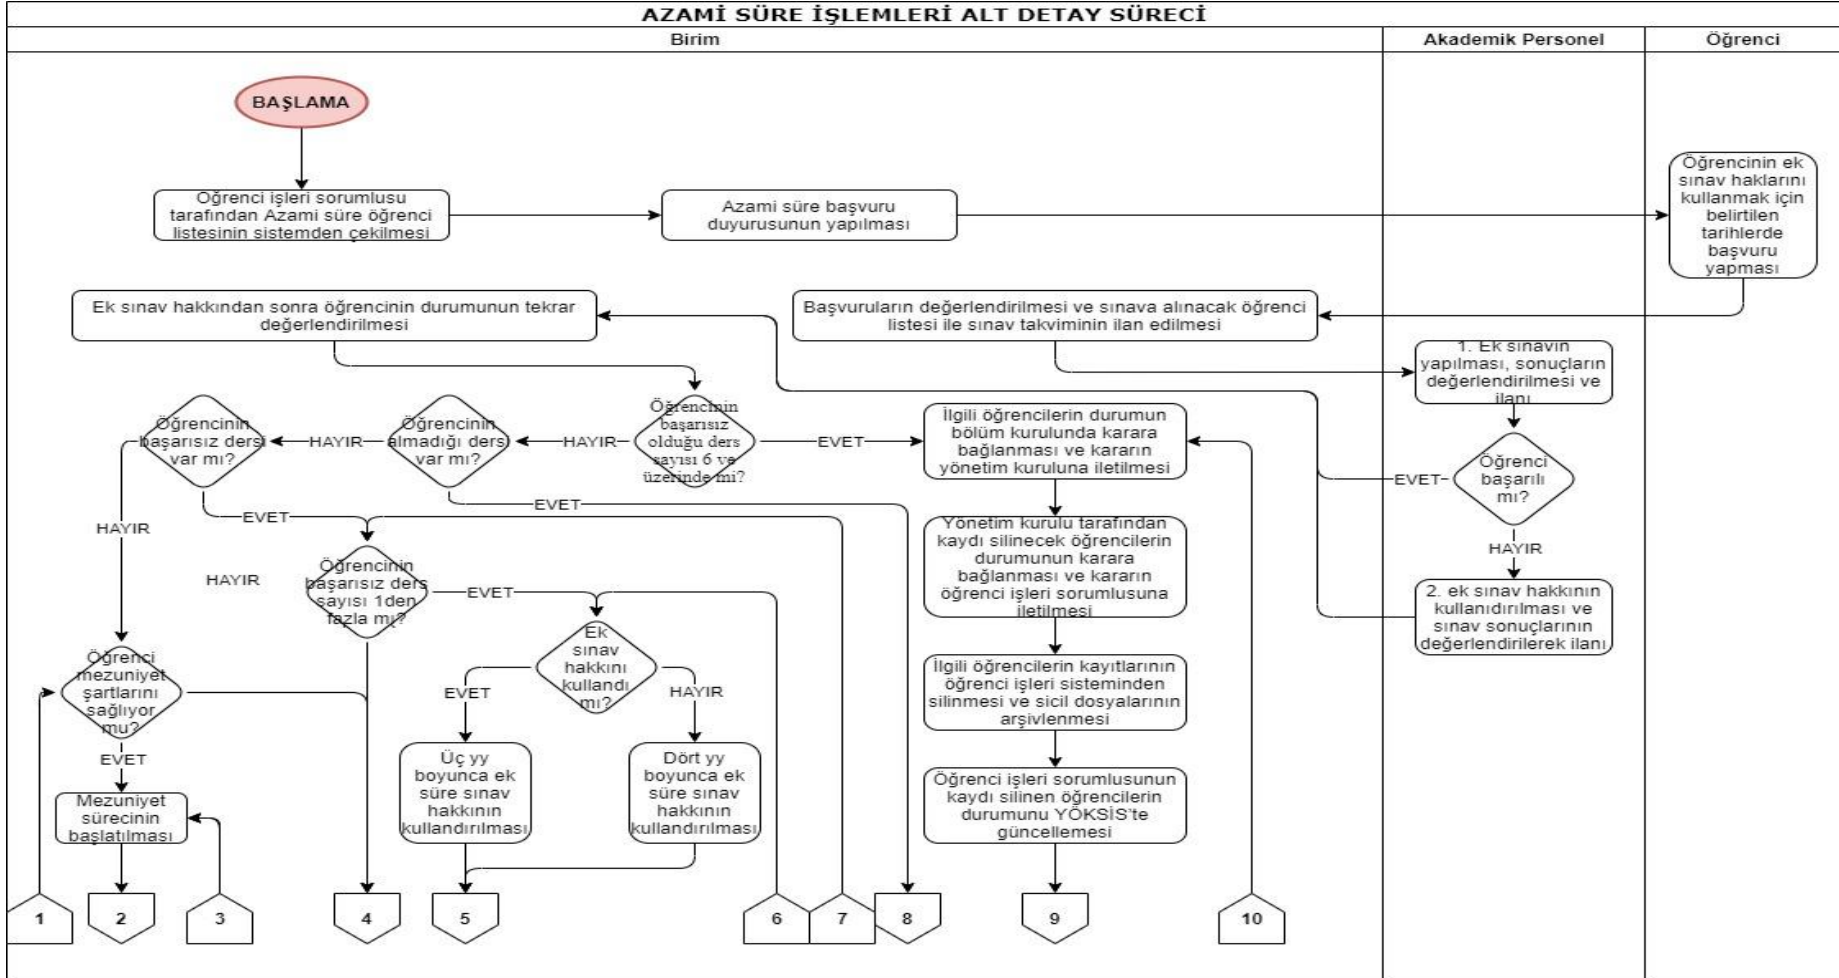 AZAMİ SÜRE İŞLEMLERİ ALT DETAY SÜRECİ
Birim
Akademik Personel
Öğrenci
BAŞLAMA
Öğrenci işleri sorumlusu
tarafından Azami süre öğrenci
listesinin sistemden çekilmesi
Azami süre başvuru
duyurusunun yapılması
Öğrencinin ek
sınav haklarını
kullanmak için
belirtilen
tarihlerde
başvuru
yapması
Ek sınav hakkından sonra öğrencinin durumunun tekrar
değerlendirilmesi
Başvuruların değerlendirilmesi ve sınava alınacak öğrenci
listesi ile sınav takviminin ilan edilmesi
1. Ek sınavın
yapılması, sonuçların
değerlendirilmesi ve
ilanı
Öğrencinin
başarısız dersi
var mı?
HAYIR
Öğrencinin
almadığı dersi
var mı?
HAYIR
Öğrencinin
başarısız
olduğu ders
sayısı 6 ve
üzerinde mi?
EVET
İlgili öğrencilerin durumun
bölüm kurulunda karara
bağlanması ve kararın
yönetim kuruluna iletilmesi
EVET
Öğrenci
başarılı
mı?
HAYIR
EVET
EVET
HAYIR
Yönetim kurulu tarafından
kaydı silinecek öğrencilerin
durumunun karara
bağlanması ve kararın
öğrenci işleri sorumlusuna
iletilmesi
HAYIR
HAYIR
Öğrencinin
başarısız ders
sayısı 1den
fazla mı?
EVET
2. ek sınav hakkının
kullanıdırılması ve
sınav sonuçlarının
değerlendirilerek ilanı
Öğrenci
mezuniyet
şartlarını
sağlıyor
mu?
Ek
sınav
hakkını
kullandı
mı?
EVET
HAYIR
İlgili öğrencilerin kayıtlarının
öğrenci işleri sisteminden
silinmesi ve sicil dosyalarının
arşivlenmesi
EVET
Mezuniyet
sürecinin
başlatılması
Üç yy
boyunca ek
süre sınav
hakkının
kullandırılması
Dört yy
boyunca ek
süre sınav
hakkının
kullandırılması
Öğrenci işleri sorumlusunun
kaydı silinen öğrencilerin
durumunu YÖKSİS'te
güncellemesi
1
2
3
4
5
6
7
8
9
10